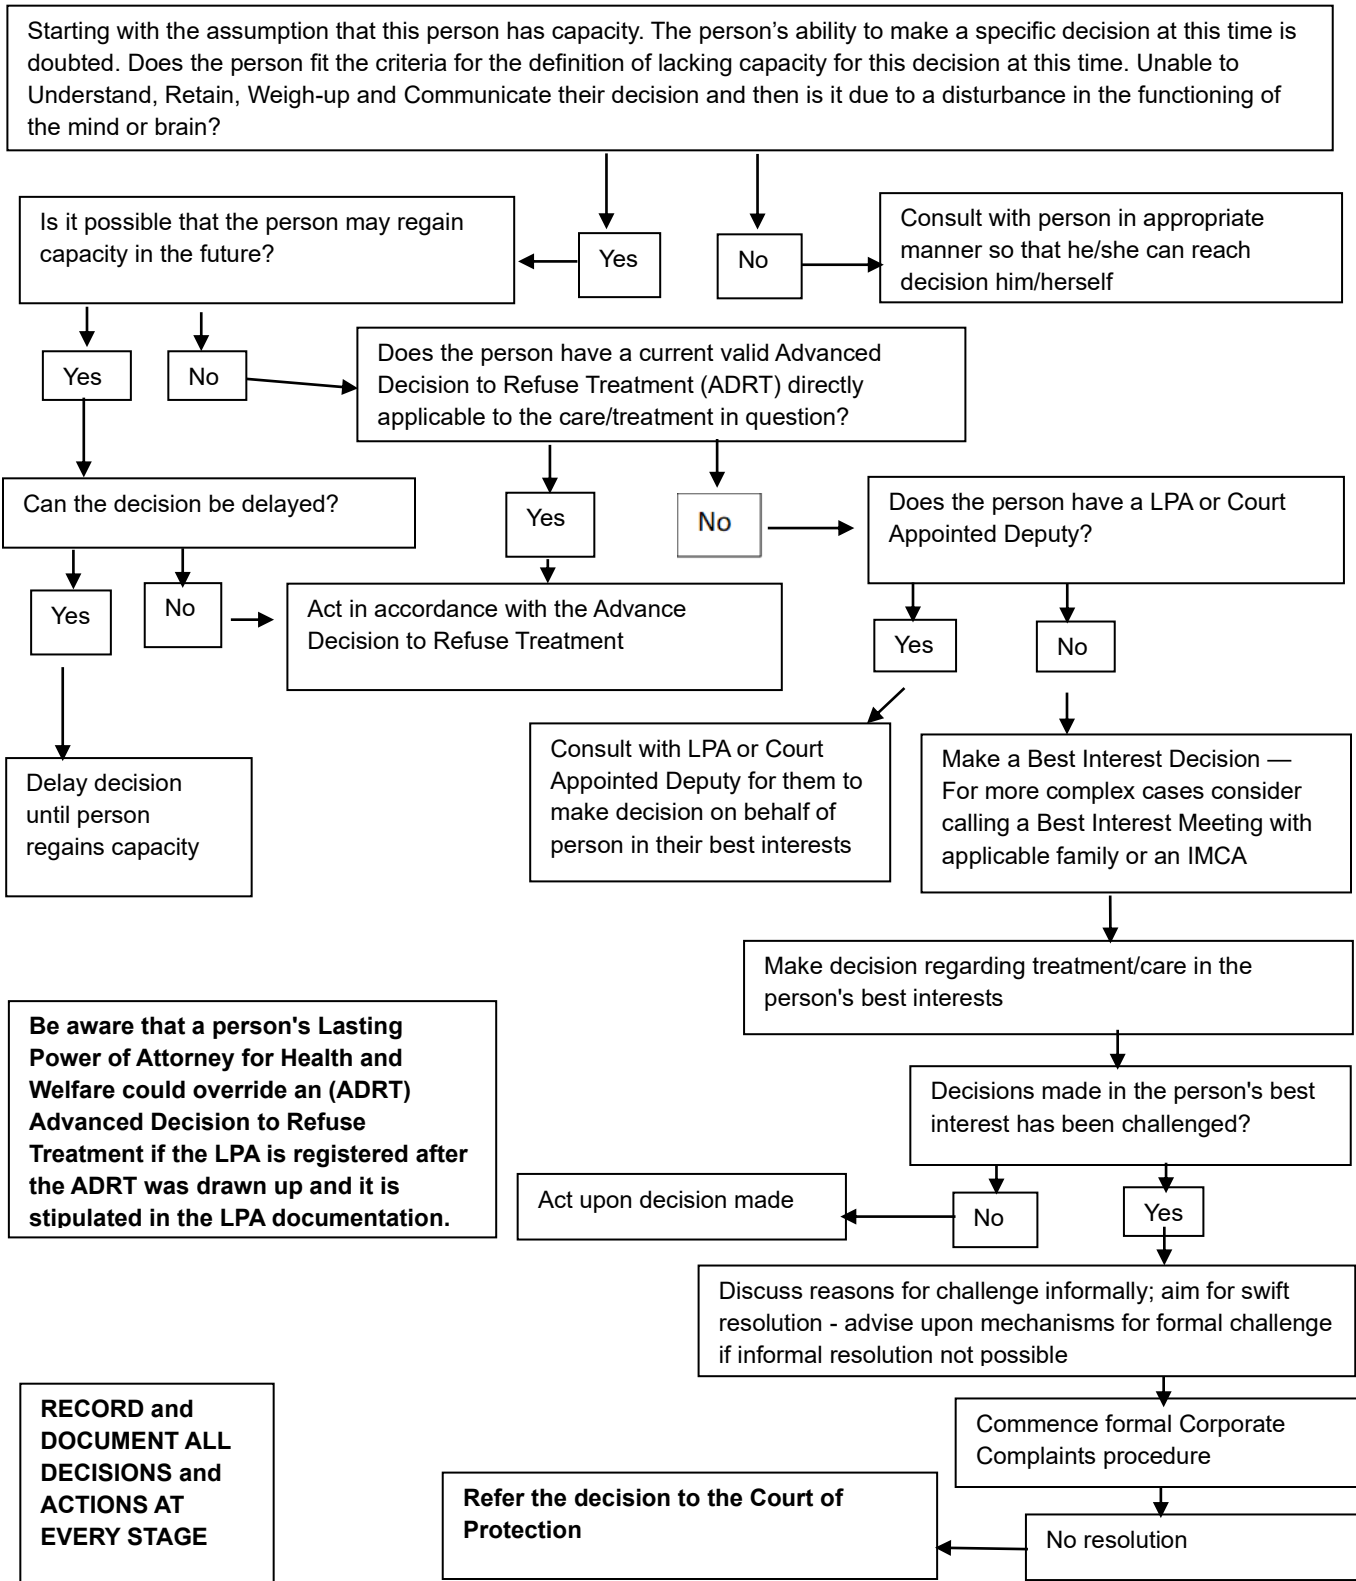 Starting with the assumption that this person has capacity. The person’s ability to make a specific decision at this time is
doubted. Does the person fit the criteria for the definition of lacking capacity for this decision at this time. Unable to
Understand, Retain, Weigh-up and Communicate their decision and then is it due to a disturbance in the functioning of
the mind or brain?
Is it possible that the person may regain
capacity in the future?
Yes
No
Consult with person in appropriate
manner so that he/she can reach
decision him/herself
Yes
No
Does the person have a current valid Advanced
Decision to Refuse Treatment (ADRT) directly
applicable to the care/treatment in question?
Can the decision be delayed?
Yes
No
Does the person have a LPA or Court
Appointed Deputy?
Yes
No
Act in accordance with the Advance
Decision to Refuse Treatment
Yes
No
Delay decision
until person
regains capacity
Consult with LPA or Court
Appointed Deputy for them to
make decision on behalf of
person in their best interests
Make a Best Interest Decision —
For more complex cases consider
calling a Best Interest Meeting with
applicable family or an IMCA
Make decision regarding treatment/care in the
person's best interests
Be aware that a person's Lasting
Power of Attorney for Health and
Welfare could override an (ADRT)
Advanced Decision to Refuse
Treatment if the LPA is registered after
the ADRT was drawn up and it is
stipulated in the LPA documentation.
Decisions made in the person's best
interest has been challenged?
Act upon decision made
No
Yes
Discuss reasons for challenge informally; aim for swift
resolution - advise upon mechanisms for formal challenge
if informal resolution not possible
RECORD and
DOCUMENT ALL
DECISIONS and
ACTIONS AT
EVERY STAGE
Commence formal Corporate
Complaints procedure
Refer the decision to the Court of
Protection
No resolution